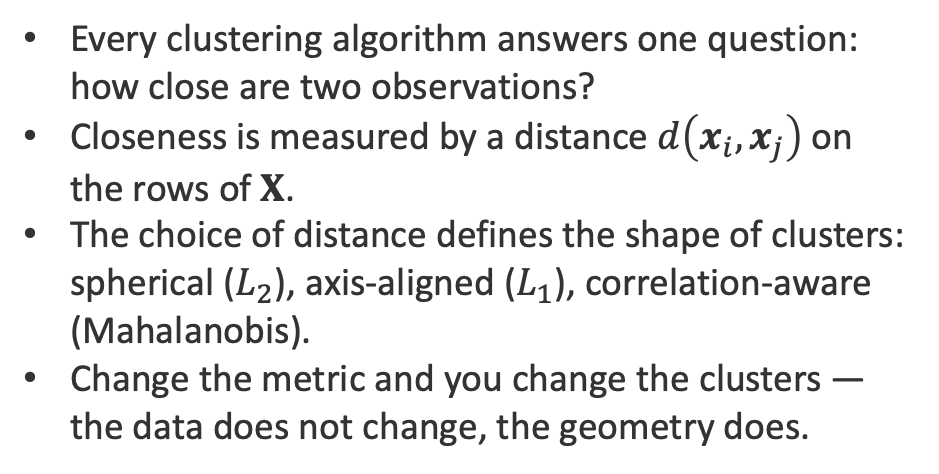 • Every clustering algorithm answers one question:
how close are two observations?
• Closeness is measured by a distance d(xᵢ, xⱼ) on
the rows of X.
• The choice of distance defines the shape of clusters:
spherical (L₂), axis-aligned (L₁), correlation-aware
(Mahalanobis).
• Change the metric and you change the clusters —
the data does not change, the geometry does.